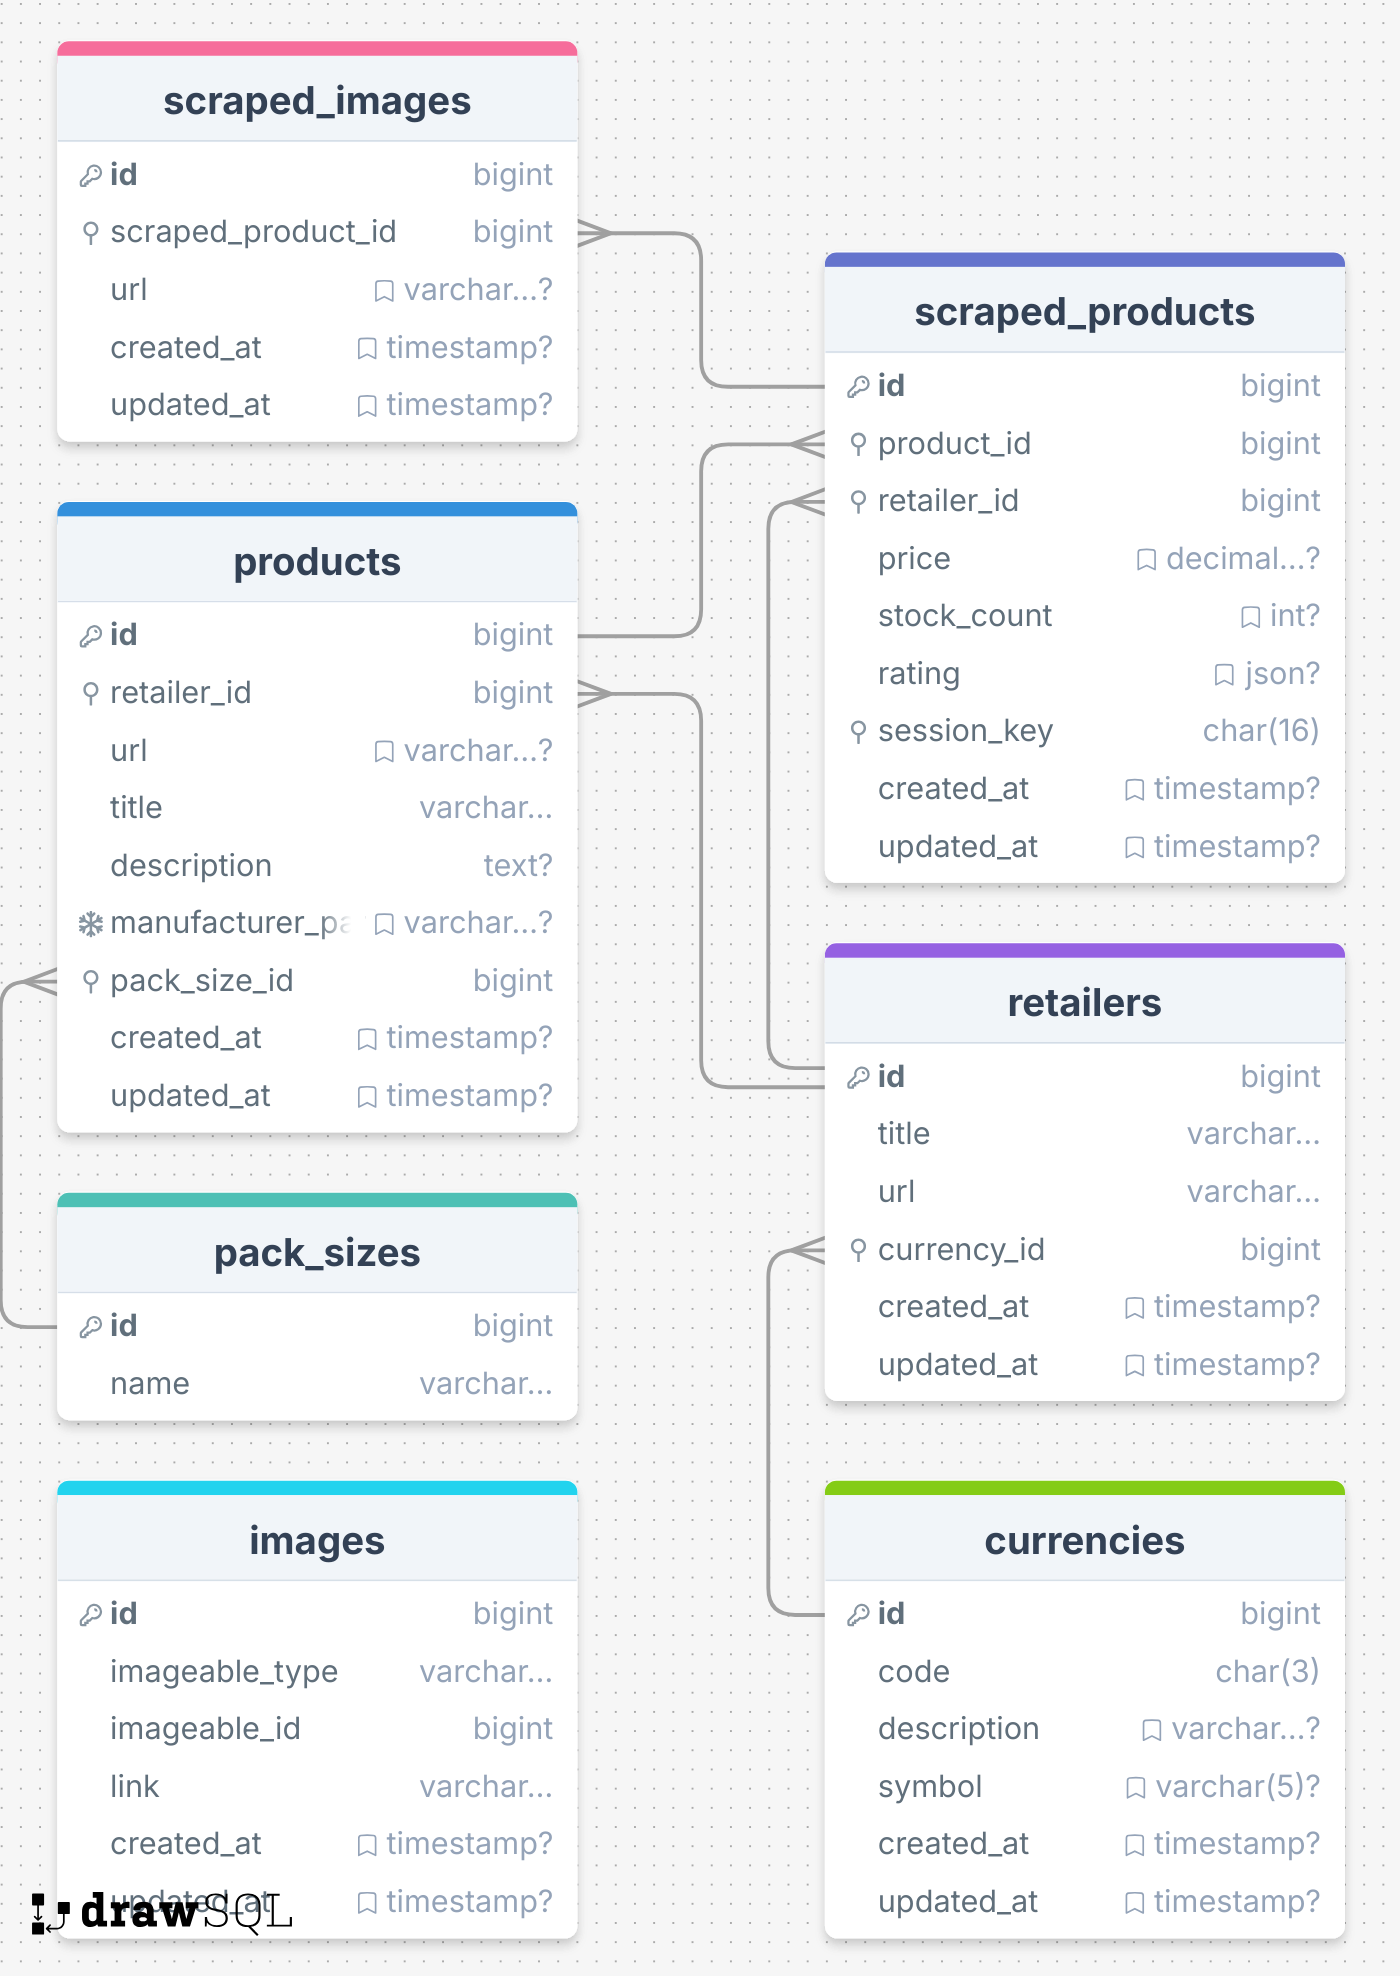 scraped_images
id bigint
scraped_product_id bigint
url varchar...?
created_at timestamp?
updated_at timestamp?
products
id bigint
retailer_id bigint
url varchar...?
title varchar...
description text?
manufacturer_pa varchar...?
pack_size_id bigint
created_at timestamp?
updated_at timestamp?
pack_sizes
id bigint
name varchar...
images
id bigint
imageable_type varchar...
imageable_id bigint
link varchar...
created_at timestamp?
updated_at timestamp?
drawSQL
scraped_products
id bigint
product_id bigint
retailer_id bigint
price decimal...?
stock_count int?
rating json?
session_key char(16)
created_at timestamp?
updated_at timestamp?
retailers
id bigint
title varchar...
url varchar...
currency_id bigint
created_at timestamp?
updated_at timestamp?
currencies
id bigint
code char(3)
description varchar...?
symbol varchar(5)?
created_at timestamp?
updated_at timestamp?